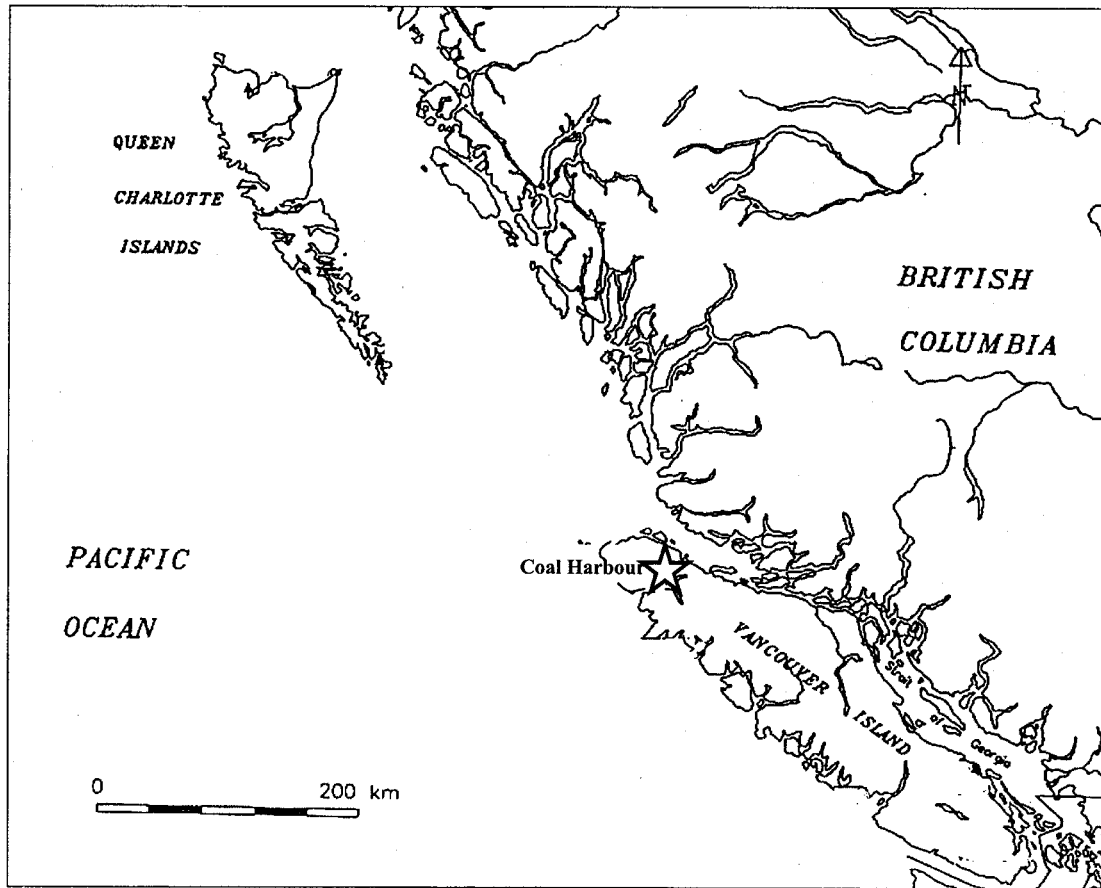 QUEEN
CHARLOTTE
ISLANDS
N
BRITISH
COLUMBIA
PACIFIC
OCEAN
Coal Harbour
VANCOUVER
ISLAND
Strait
of
Georgia
0 200 km